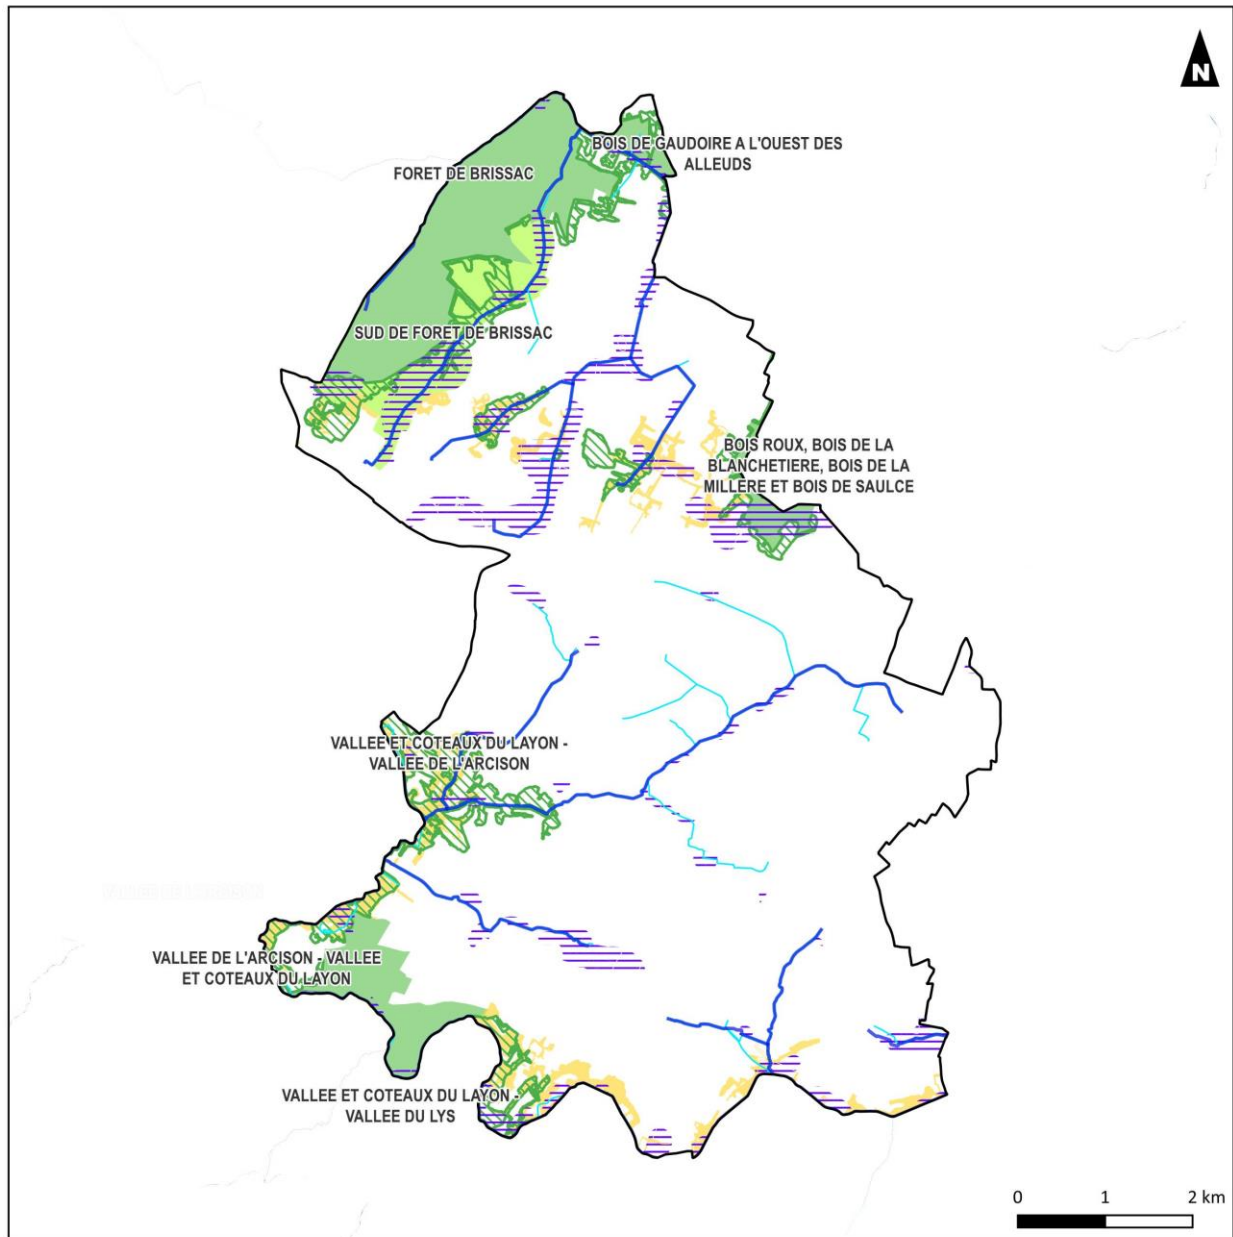 N
BOIS DE GAUDOIRE A L'OUEST DES
ALLEUDS
FORET DE BRISSAC
SUD DE FORET DE BRISSAC
BOIS ROUX, BOIS DE LA
BLANCHETIERE, BOIS DE LA
MILLERE ET BOIS DE SAULCE
VALLEE ET COTEAUX DU LAYON -
VALLEE DE L'ARCISON
VALLEE DE L'ARCISON - VALLEE
ET COTEAUX DU LAYON
VALLEE ET COTEAUX DU LAYON -
VALLEE DU LYS
0 1 2 km